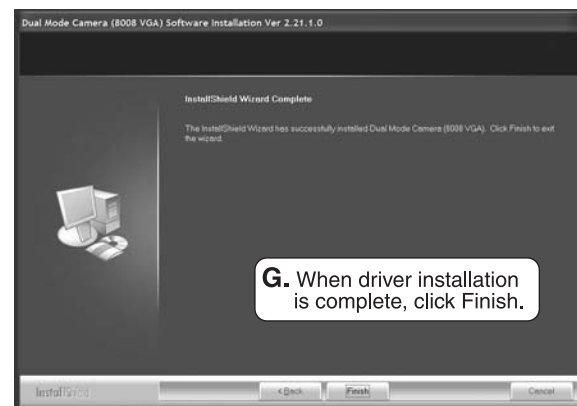 Dual Mode Camera (8008 VGA) Software Installation Ver 2.21.1.0
InstallShield Wizard Complete
The InstallShield Wizard has successfully installed Dual Mode Camera (8008 VGA). Click Finish to exit
the wizard.
G. When driver installation
is complete, click Finish.
InstallShield
< Back
Finish
Cancel